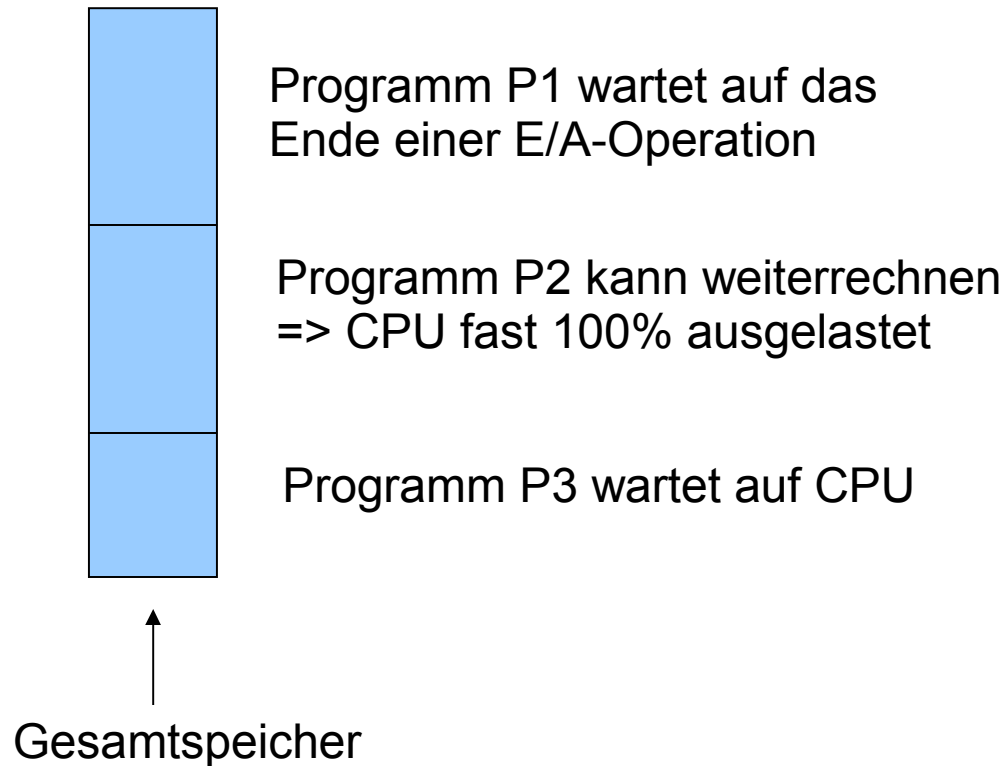 Programm P1 wartet auf das
Ende einer E/A-Operation
Programm P2 kann weiterrechnen
=> CPU fast 100% ausgelastet
Programm P3 wartet auf CPU
Gesamtspeicher